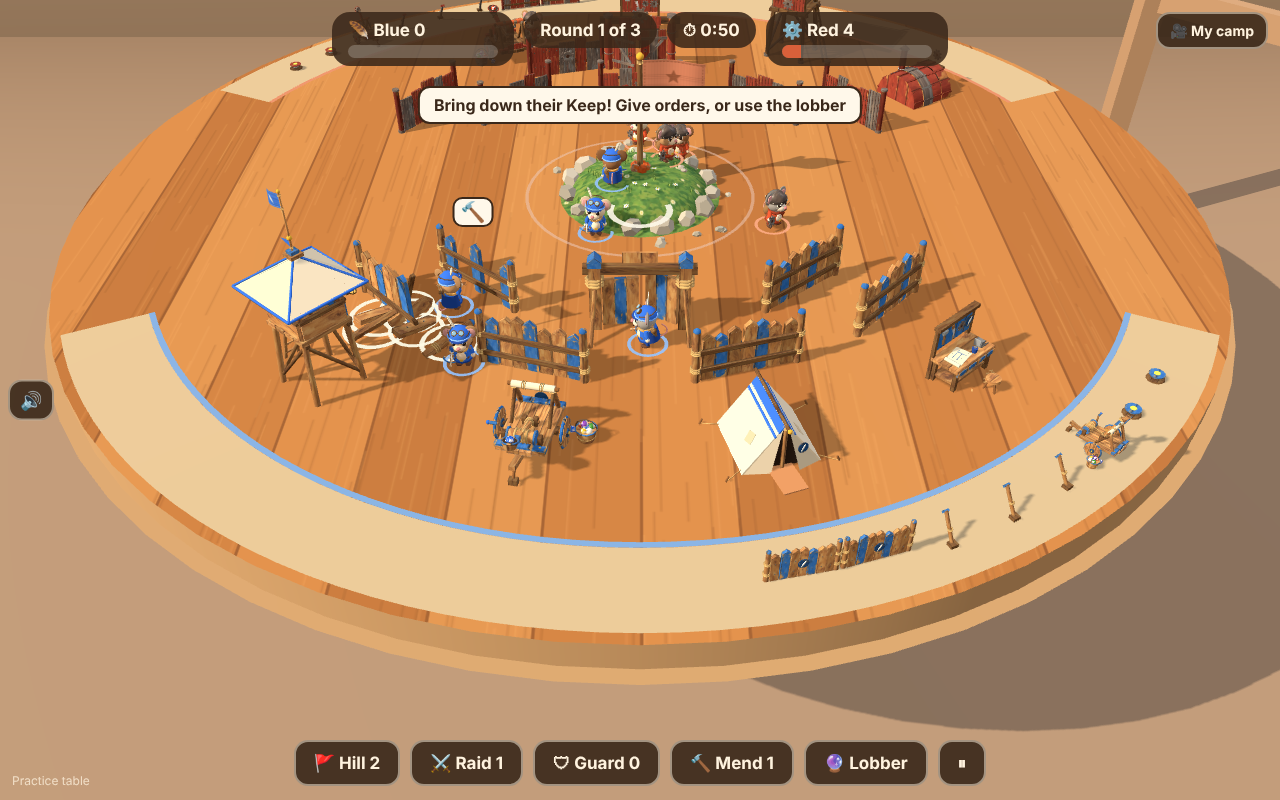 Blue 0
Round 1 of 3
0:50
Red 4
My camp
Bring down their Keep! Give orders, or use the lobber
Hill 2
Raid 1
Guard 0
Mend 1
Lobber
Practice table